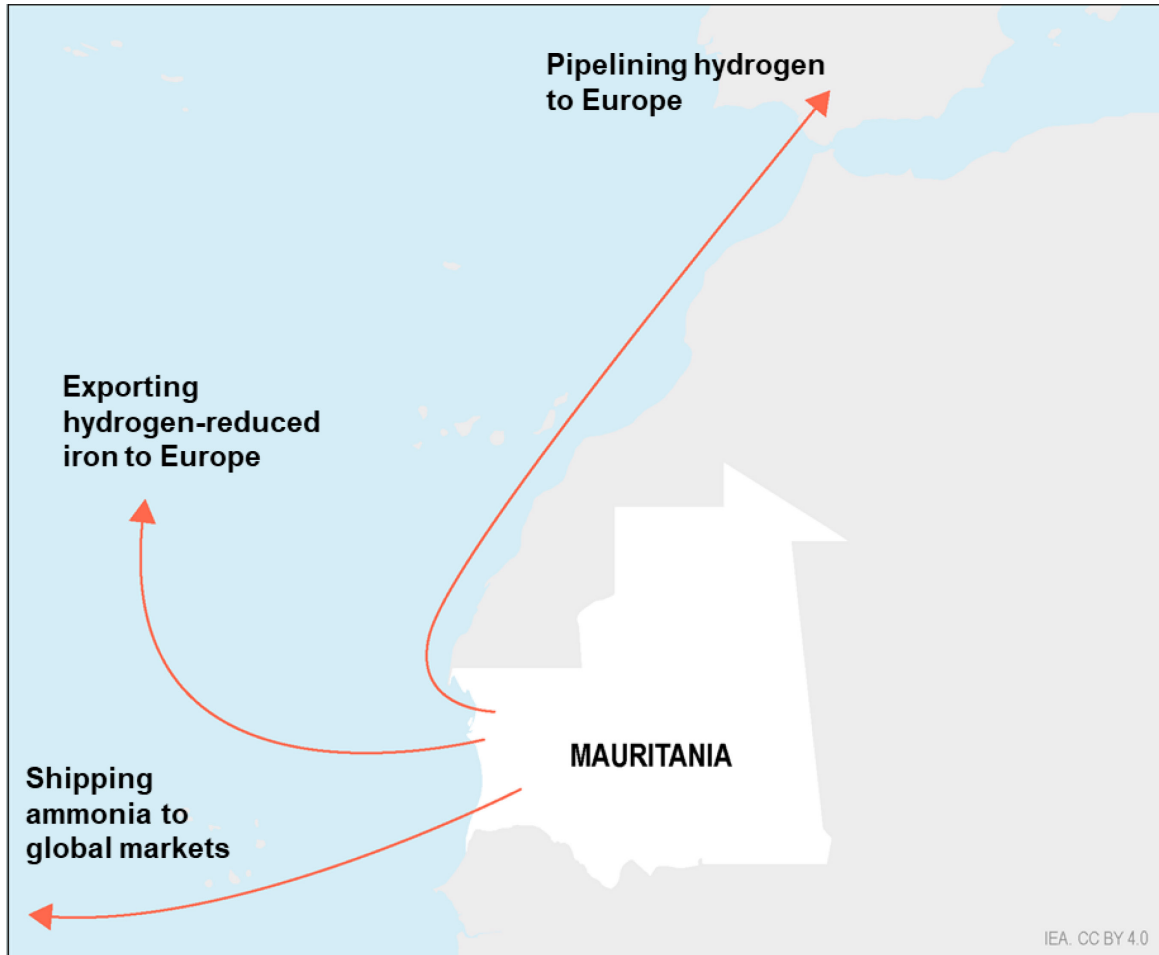 Pipelining hydrogen
to Europe
Exporting
hydrogen-reduced
iron to Europe
MAURITANIA
Shipping
ammonia to
global markets
IEA. CC BY 4.0